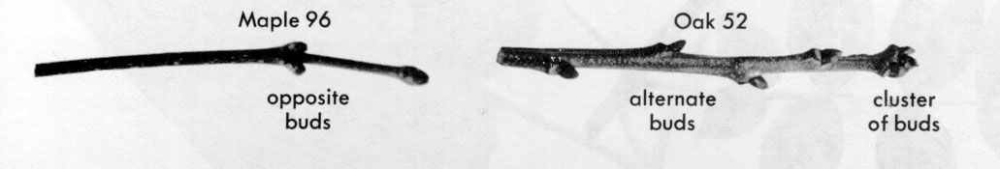 Maple 96
opposite
buds
Oak 52
alternate
buds
cluster
of buds